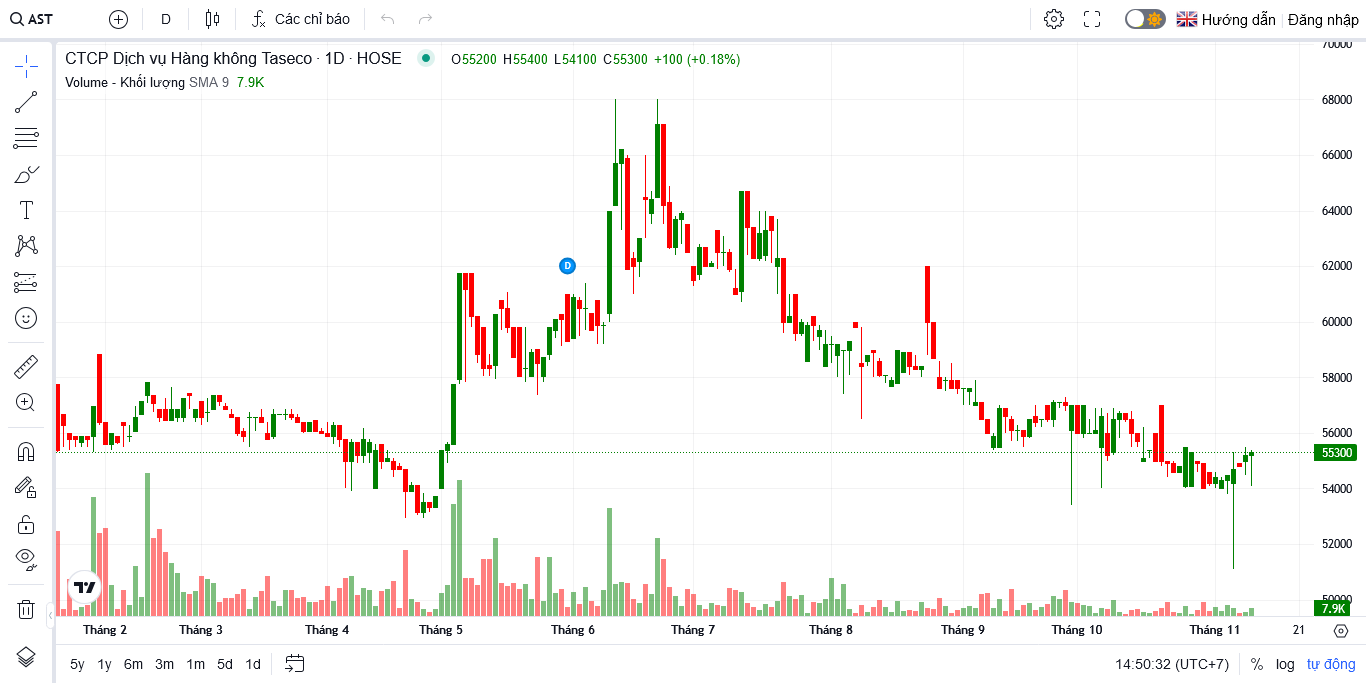 AST D Các chỉ báo Hướng dẫn Đăng nhập
CTCP Dịch vụ Hàng không Taseco · 1D · HOSE O55200 H55400 L54100 C55300 +100 (+0.18%)
Volume - Khối lượng SMA 9 7.9K
70000
68000
66000
64000
62000
D
60000
58000
56000
55300
54000
52000
50000
7.9K
Tháng 2 Tháng 3 Tháng 4 Tháng 5 Tháng 6 Tháng 7 Tháng 8 Tháng 9 Tháng 10 Tháng 11 21
5y 1y 6m 3m 1m 5d 1d 14:50:32 (UTC+7) % log tự động